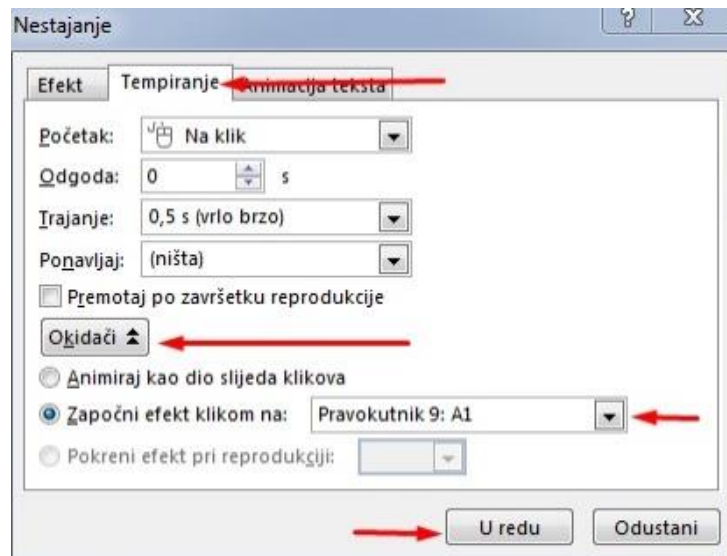 Nestajanje
Efekt Tempiranje Animacija teksta
Početak: Na klik
Odgoda: 0 s
Trajanje: 0,5 s (vrlo brzo)
Ponavljaj: (ništa)
Premotaj po završetku reprodukcije
Okidači
Animiraj kao dio slijeda klikova
Započni efekt klikom na: Pravokutnik 9: A1
Pokreni efekt pri reprodukciji:
U redu Odustani